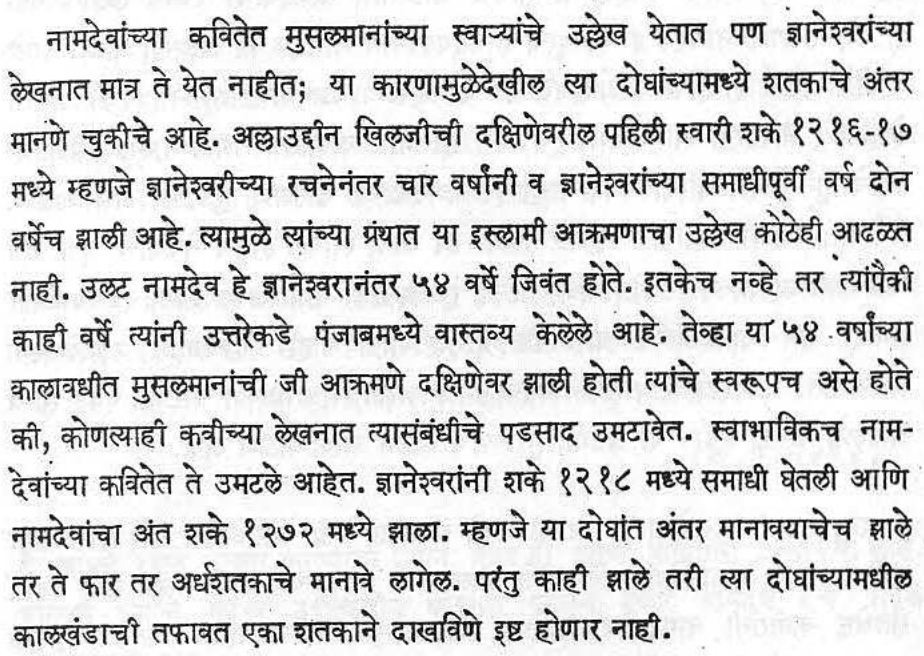 नामदेवांच्या कवितेत मुसलमानांच्या स्वाऱ्यांचे उल्लेख येतात पण ज्ञानेश्वरांच्या
लेखनात मात्र ते येत नाहीत; या कारणामुळेदेखील त्या दोघांच्यामध्ये शतकाचे अंतर
मानणे चुकीचे आहे. अल्लाउद्दीन खिलजीची दक्षिणेवरील पहिली स्वारी शके १२१६-१७
मध्ये म्हणजे ज्ञानेश्वरीच्या रचनेनंतर चार वर्षांनी व ज्ञानेश्वरांच्या समाधीपूर्वी वर्ष दोन
वर्षेच झाली आहे. त्यामुळे त्यांच्या ग्रंथात या इस्लामी आक्रमणाचा उल्लेख कोठेही आढळत
नाही. उलट नामदेव हे ज्ञानेश्वरानंतर ५४ वर्षे जिवंत होते. इतकेच नव्हे तर त्यांपैकी
काही वर्षे त्यांनी उत्तरेकडे पंजाबमध्ये वास्तव्य केलेले आहे. तेव्हा या ५४ वर्षांच्या
कालावधीत मुसलमानांची जी आक्रमणे दक्षिणेवर झाली होती त्यांचे स्वरूपच असे होते
की, कोणत्याही कवीच्या लेखनात त्यासंबंधीचे पडसाद उमटावेत. स्वाभाविकच नाम-
देवांच्या कवितेत ते उमटले आहेत. ज्ञानेश्वरांनी शके १२१८ मध्ये समाधी घेतली आणि
नामदेवांचा अंत शके १२७२ मध्ये झाला. म्हणजे या दोघांत अंतर मानावयाचेच झाले
तर ते फार तर अर्धशतकाचे मानावे लागेल. परंतु काही झाले तरी त्या दोघांच्यामधील
कालखंडाची तफावत एका शतकाने दाखविणे इष्ट होणार नाही.